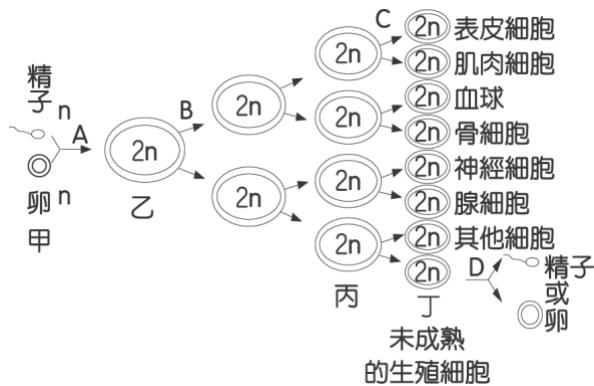 精子
n
A
卵
n
甲
2n
乙
B
2n
2n
2n
2n
2n
2n
丙
C
2n 表皮細胞
2n 肌肉細胞
2n 血球
2n 骨細胞
2n 神經細胞
2n 腺細胞
2n 其他細胞
2n
丁
未成熟
的生殖細胞
D
精子
或
卵